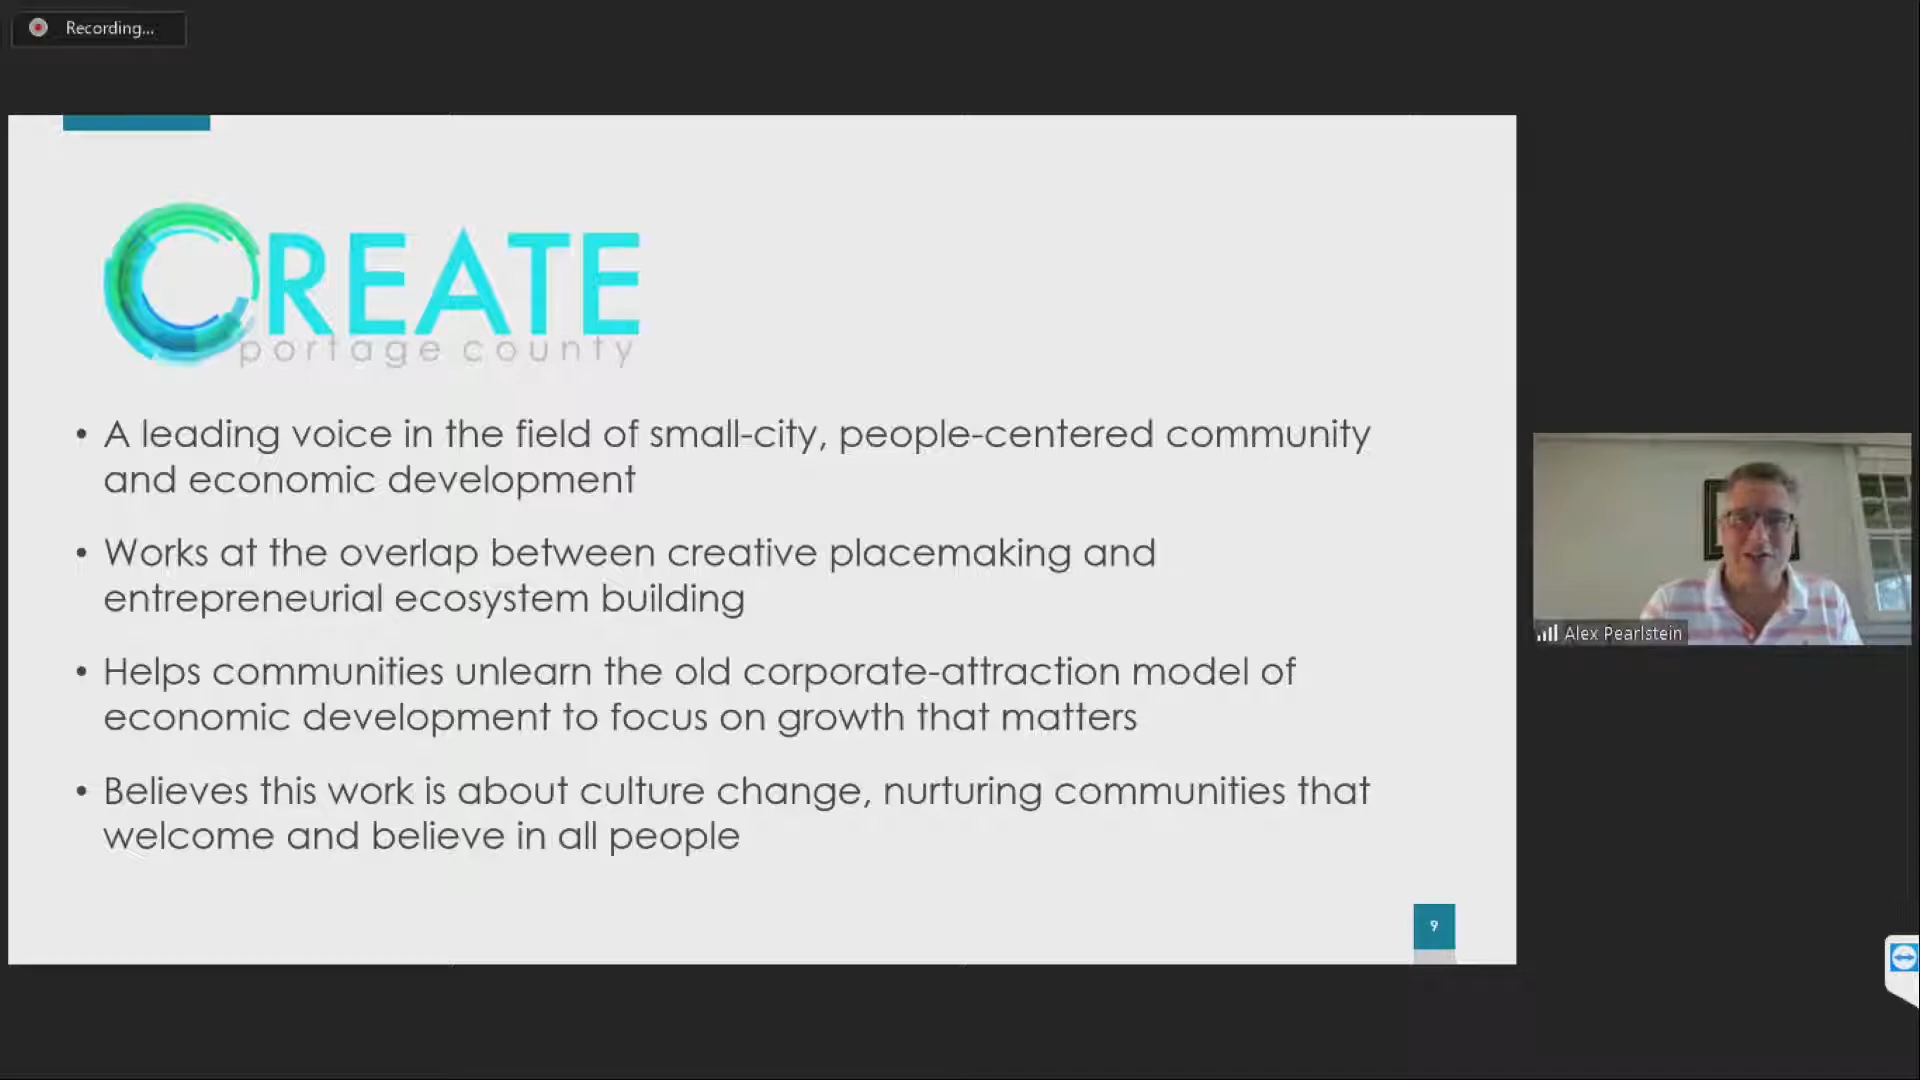 Recording...
CREATE
portage county
• A leading voice in the field of small-city, people-centered community
and economic development
• Works at the overlap between creative placemaking and
entrepreneurial ecosystem building
• Helps communities unlearn the old corporate-attraction model of
economic development to focus on growth that matters
• Believes this work is about culture change, nurturing communities that
welcome and believe in all people
9
Alex Pearlstein